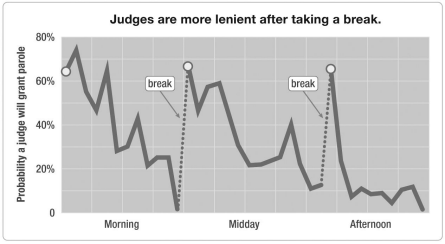 Judges are more lenient after taking a break.
Probability a judge will grant parole
80%
60%
40%
20%
0
break
break
Morning
Midday
Afternoon